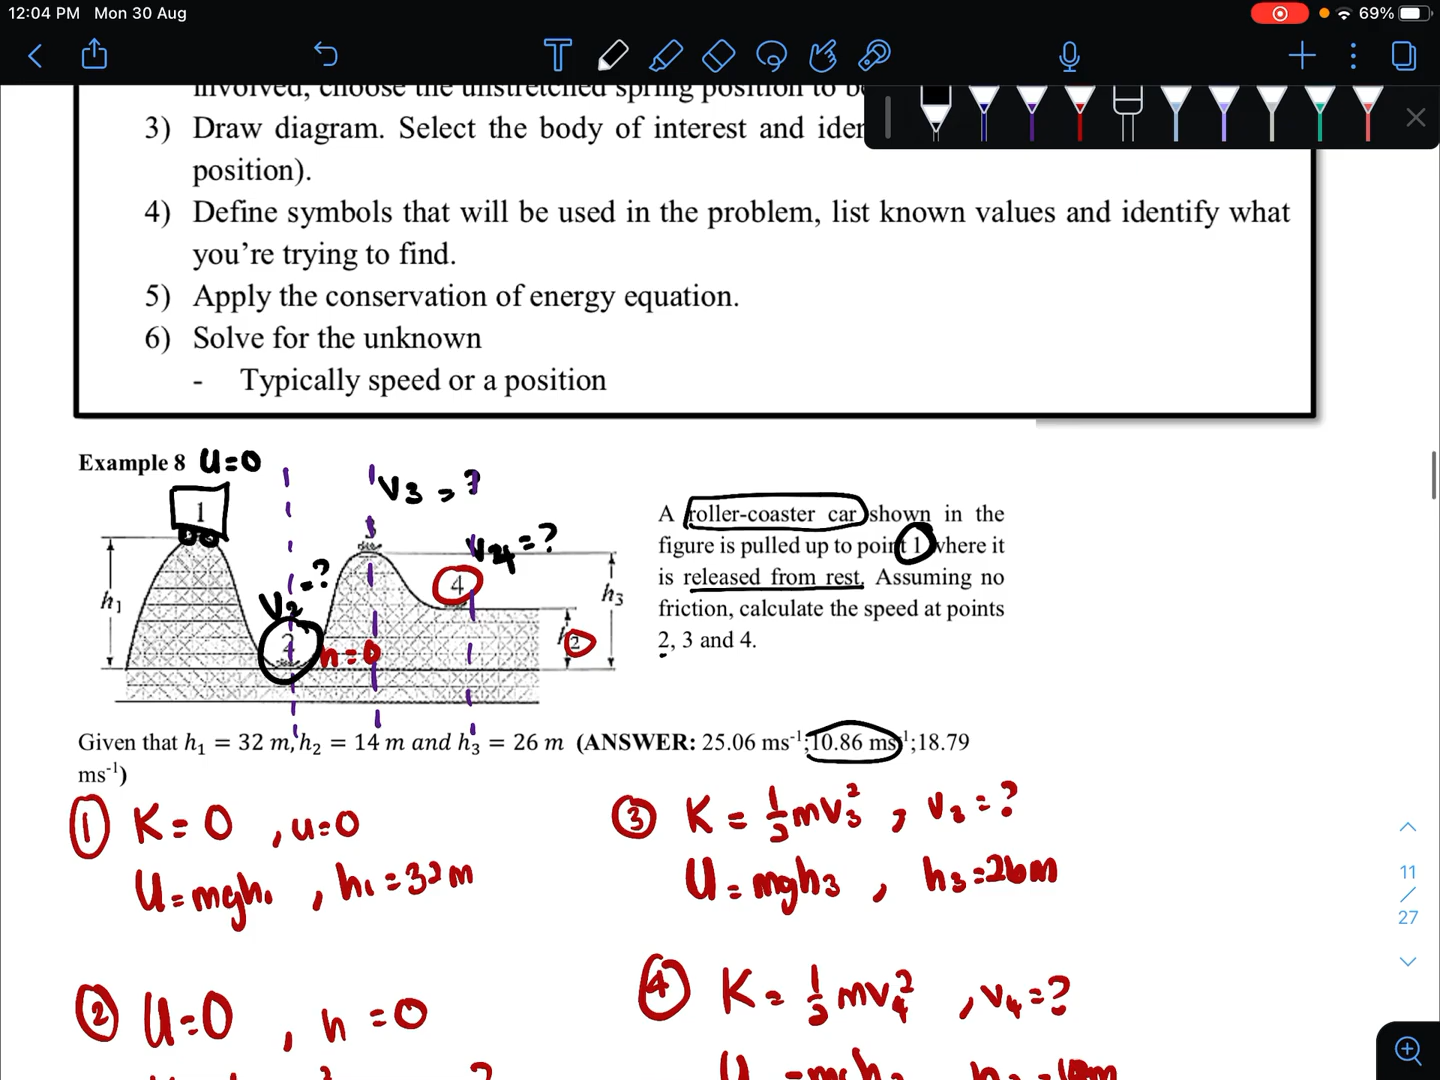 12:04 PM Mon 30 Aug
69%
involved, choose the unstretched spring position to b
3) Draw diagram. Select the body of interest and iden
position).
4) Define symbols that will be used in the problem, list known values and identify what
you're trying to find.
5) Apply the conservation of energy equation.
6) Solve for the unknown
- Typically speed or a position
Example 8 u=0
1
V3 = ?
3
V4=?
V2=?
4
h1
h3
2
h=0
h2
A roller-coaster car shown in the
figure is pulled up to point 1 where it
is released from rest. Assuming no
friction, calculate the speed at points
2, 3 and 4.
Given that h1 = 32 m, h2 = 14 m and h3 = 26 m (ANSWER: 25.06 ms-1;10.86 ms-1;18.79
ms-1)
① K = 0 , u=0
U = mgh1 , h1 = 32m
③ K = ½mv3² , v3 = ?
U = mgh3 , h3 = 26m
② U=0 , h = 0
④ K = ½mv4² , v4 = ?
11
/
27